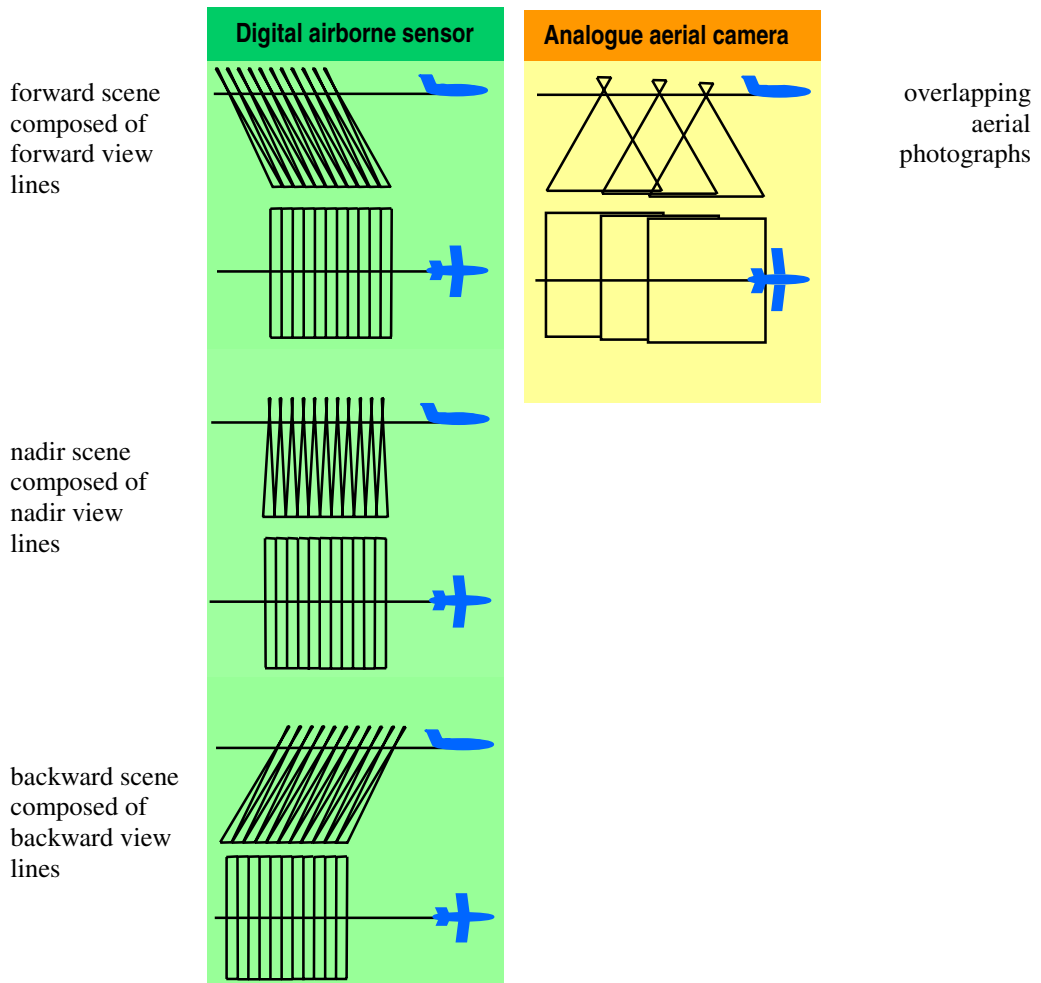 Digital airborne sensor
Analogue aerial camera
forward scene
composed of
forward view
lines
overlapping
aerial
photographs
nadir scene
composed of
nadir view
lines
backward scene
composed of
backward view
lines